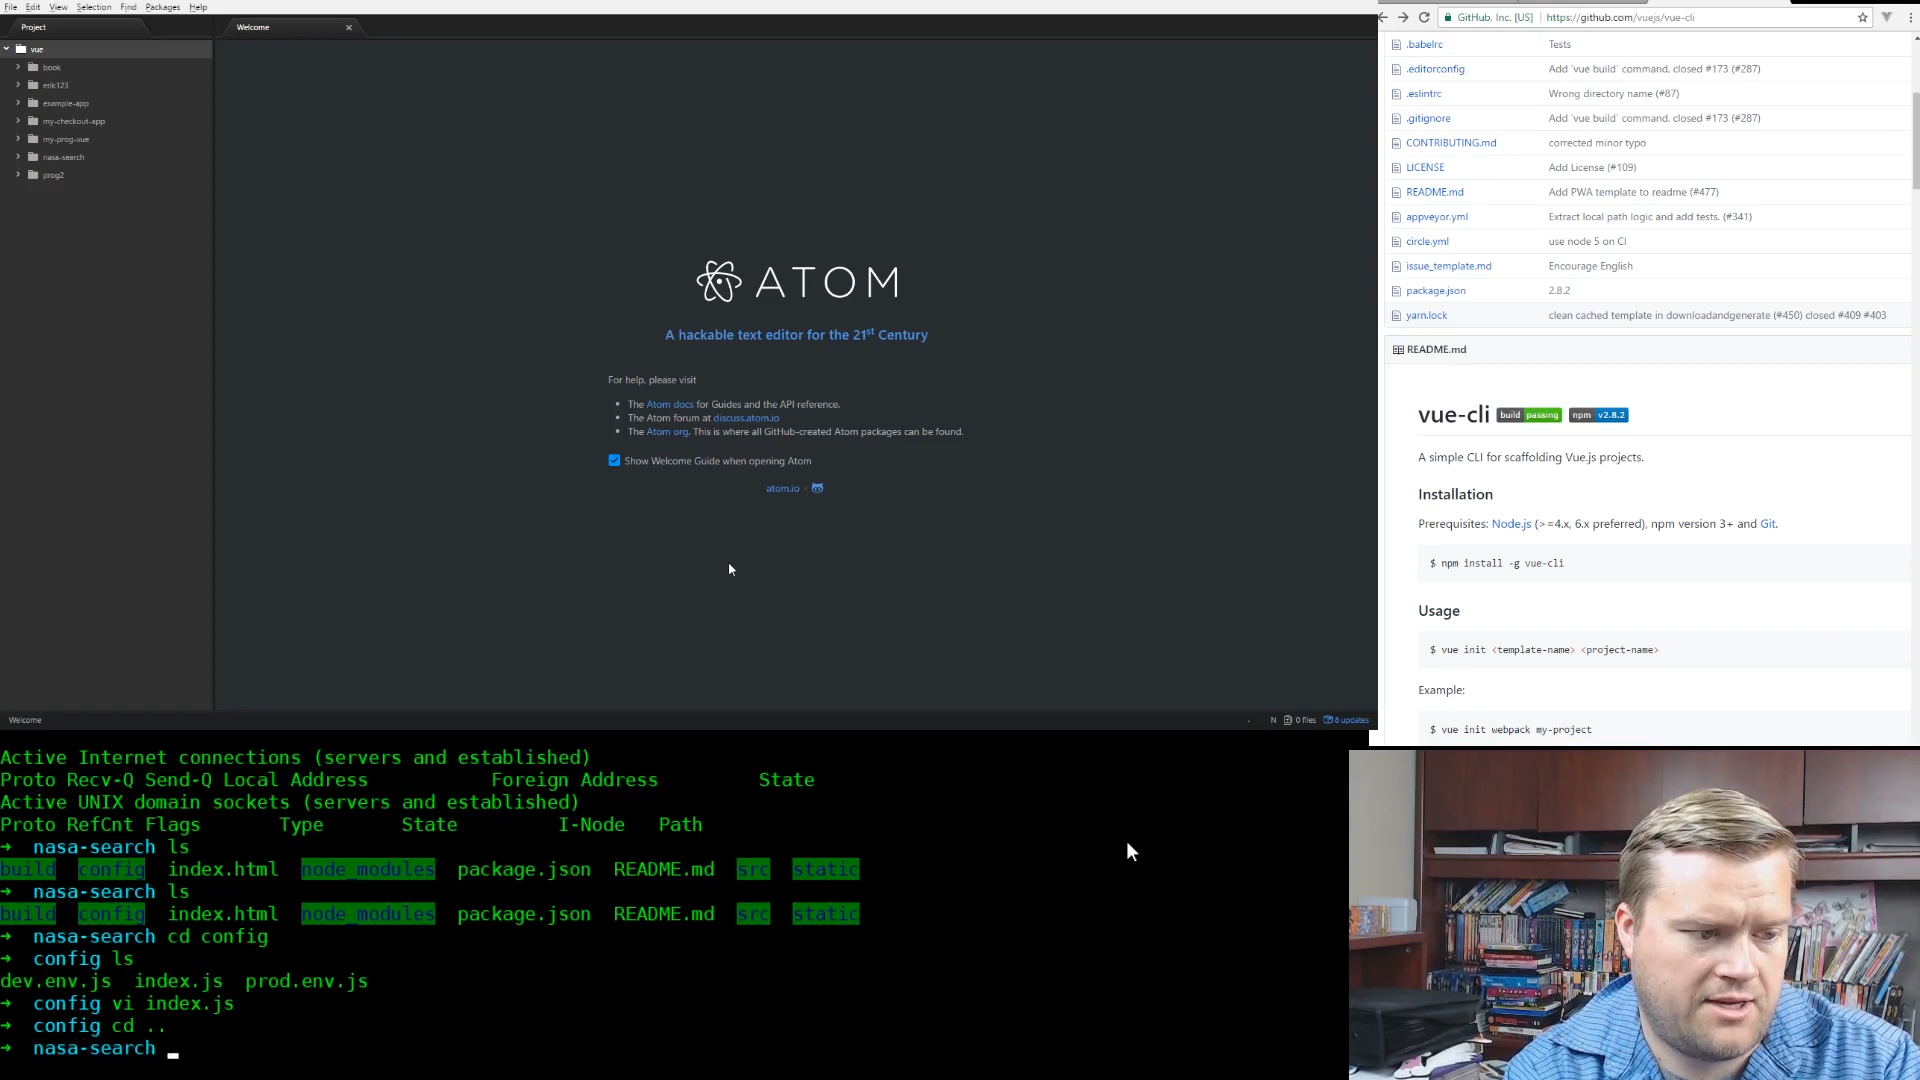 File Edit View Selection Find Packages Help
Project
Welcome
vue
book
erik123
example-app
my-checkout-app
my-prog-vue
nasa-search
prog2
ATOM
A hackable text editor for the 21st Century
For help, please visit
The Atom docs for Guides and the API reference.
The Atom forum at discuss.atom.io
The Atom org. This is where all GitHub-created Atom packages can be found.
Show Welcome Guide when opening Atom
atom.io
Welcome
N 0 files 8 updates
GitHub, Inc. [US] https://github.com/vuejs/vue-cli
.babelrc Tests
.editorconfig Add `vue build` command, closed #173 (#287)
.eslintrc Wrong directory name (#87)
.gitignore Add `vue build` command, closed #173 (#287)
CONTRIBUTING.md corrected minor typo
LICENSE Add License (#109)
README.md Add PWA template to readme (#477)
appveyor.yml Extract local path logic and add tests. (#341)
circle.yml use node 5 on CI
issue_template.md Encourage English
package.json 2.8.2
yarn.lock clean cached template in downloadandgenerate (#450) closed #409 #403
README.md
vue-cli build passing npm v2.8.2
A simple CLI for scaffolding Vue.js projects.
Installation
Prerequisites: Node.js (>=4.x, 6.x preferred), npm version 3+ and Git.
$ npm install -g vue-cli
Usage
$ vue init <template-name> <project-name>
Example:
$ vue init webpack my-project
Active Internet connections (servers and established)
Proto Recv-Q Send-Q Local Address Foreign Address State
Active UNIX domain sockets (servers and established)
Proto RefCnt Flags Type State I-Node Path
→ nasa-search ls
build config index.html node_modules package.json README.md src static
→ nasa-search ls
build config index.html node_modules package.json README.md src static
→ nasa-search cd config
→ config ls
dev.env.js index.js prod.env.js
→ config vi index.js
→ config cd ..
→ nasa-search